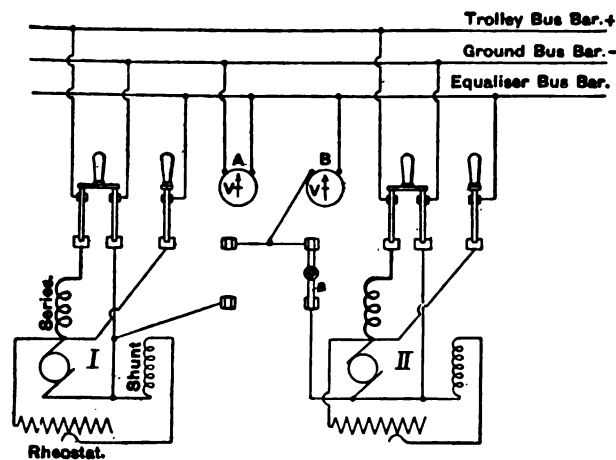 Trolley Bus Bar.+
Ground Bus Bar.-
Equaliser Bus Bar.
A
B
V
V
a
Series.
I
Shunt
II
Rheostat.